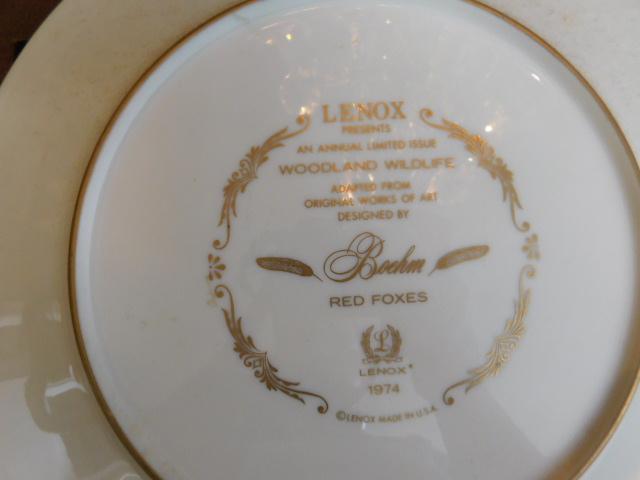 LENOX
PRESENTS
AN ANNUAL LIMITED ISSUE
WOODLAND WILDLIFE
ADAPTED FROM
ORIGINAL WORKS OF ART
DESIGNED BY
Boehm
RED FOXES
L
LENOX®
1974
©LENOX MADE IN U.S.A.